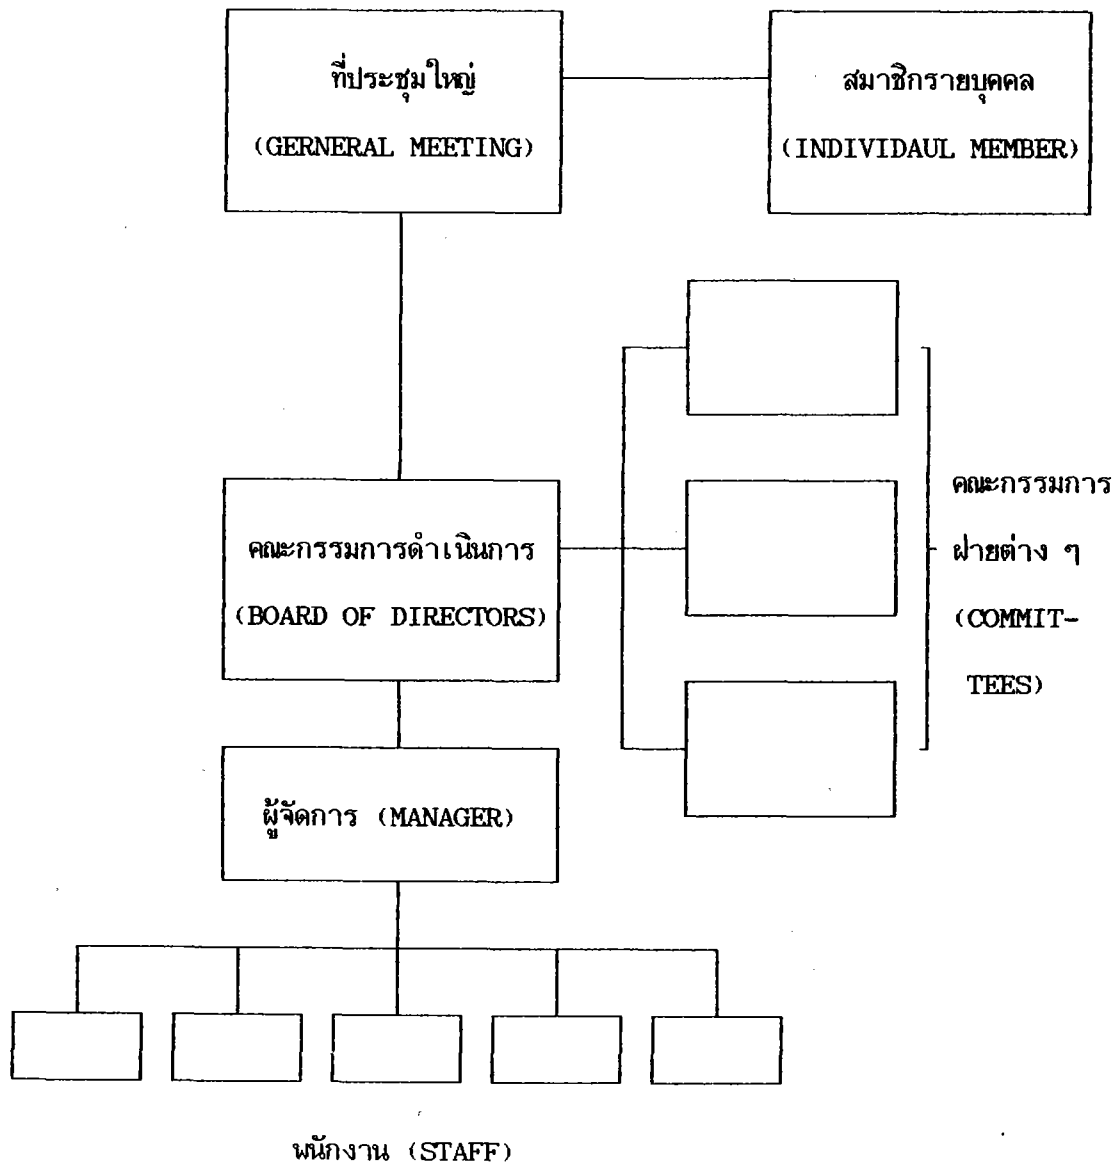 ที่ประชุมใหญ่
(GERNERAL MEETING)
สมาชิกรายบุคคล
(INDIVIDAUL MEMBER)
คณะกรรมการดำเนินการ
(BOARD OF DIRECTORS)
คณะกรรมการ
ฝ่ายต่าง ๆ
(COMMIT-
TEES)
ผู้จัดการ (MANAGER)
พนักงาน (STAFF)